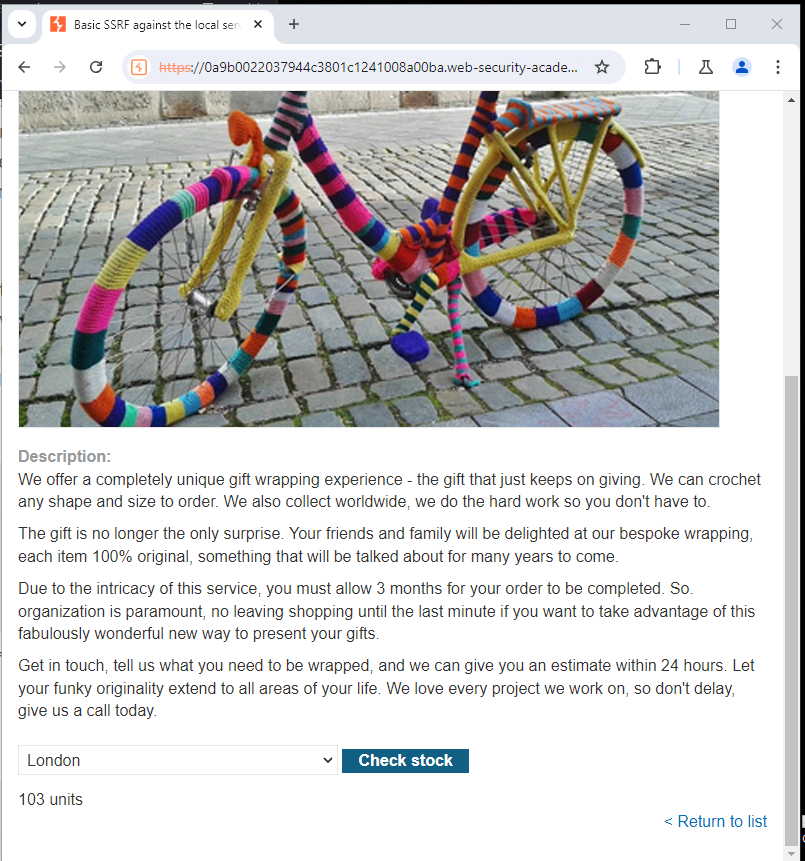 Basic SSRF against the local ser
https://0a9b0022037944c3801c1241008a00ba.web-security-acade...
Description:
We offer a completely unique gift wrapping experience - the gift that just keeps on giving. We can crochet
any shape and size to order. We also collect worldwide, we do the hard work so you don't have to.
The gift is no longer the only surprise. Your friends and family will be delighted at our bespoke wrapping,
each item 100% original, something that will be talked about for many years to come.
Due to the intricacy of this service, you must allow 3 months for your order to be completed. So.
organization is paramount, no leaving shopping until the last minute if you want to take advantage of this
fabulously wonderful new way to present your gifts.
Get in touch, tell us what you need to be wrapped, and we can give you an estimate within 24 hours. Let
your funky originality extend to all areas of your life. We love every project we work on, so don't delay,
give us a call today.
London
Check stock
103 units
< Return to list